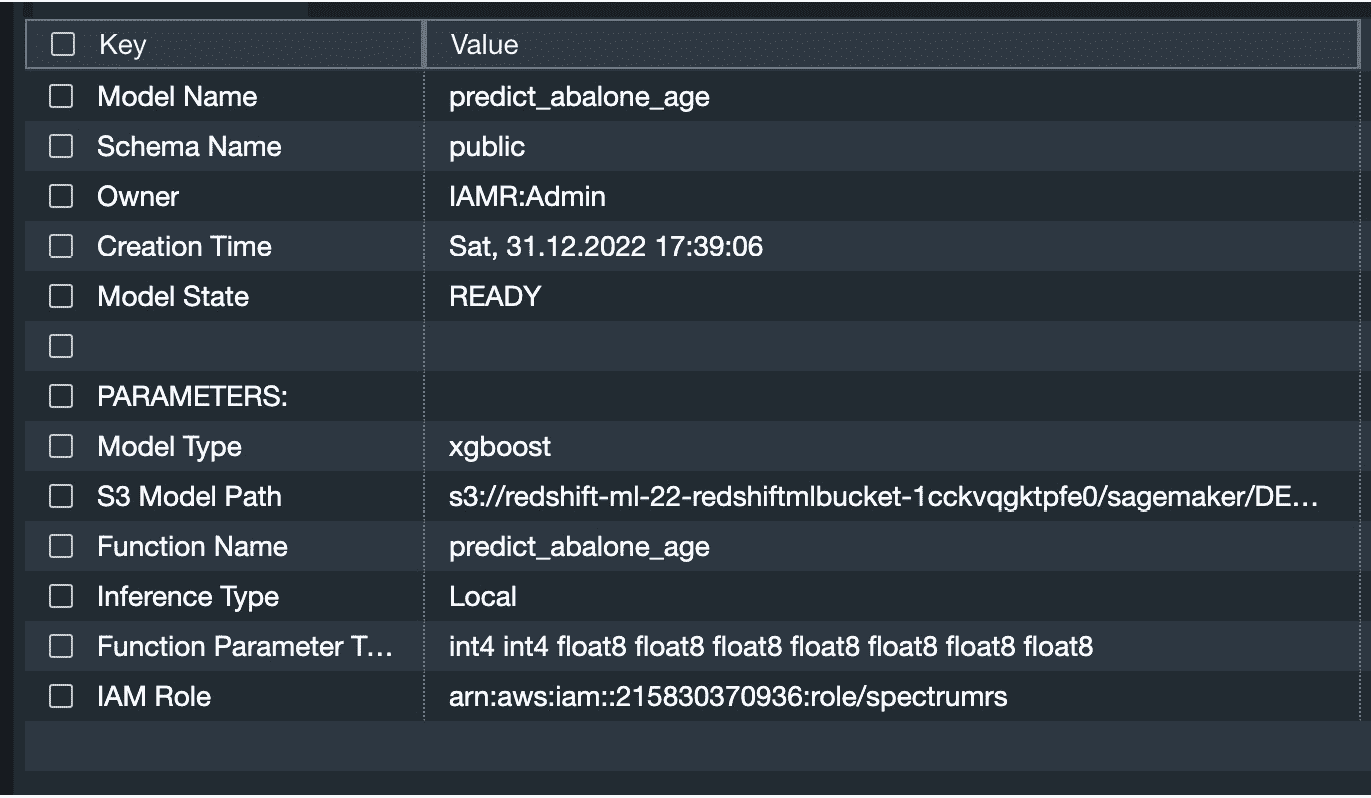 Key Value
Model Name predict_abalone_age
Schema Name public
Owner IAMR:Admin
Creation Time Sat, 31.12.2022 17:39:06
Model State READY
PARAMETERS:
Model Type xgboost
S3 Model Path s3://redshift-ml-22-redshiftmlbucket-1cckvqgktpfe0/sagemaker/DE...
Function Name predict_abalone_age
Inference Type Local
Function Parameter T... int4 int4 float8 float8 float8 float8 float8 float8 float8
IAM Role arn:aws:iam::215830370936:role/spectrumrs